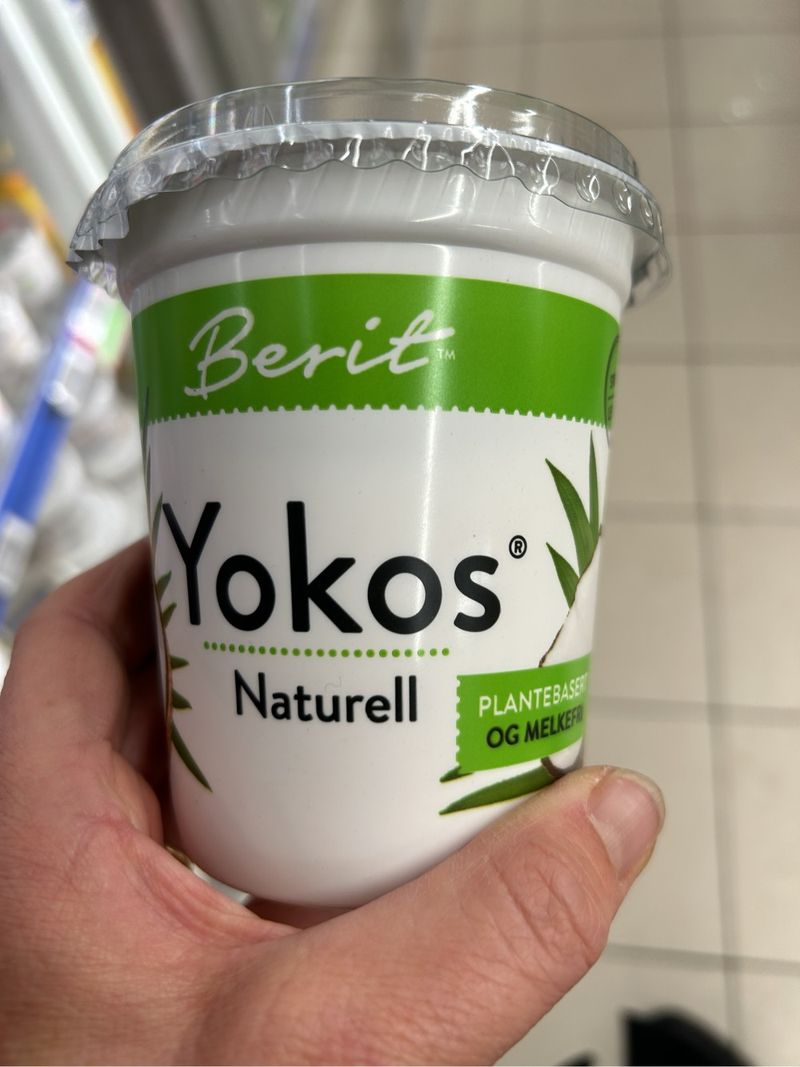 Berit™
Yokos®
Naturell
PLANTEBASERT
OG MELKEFRI